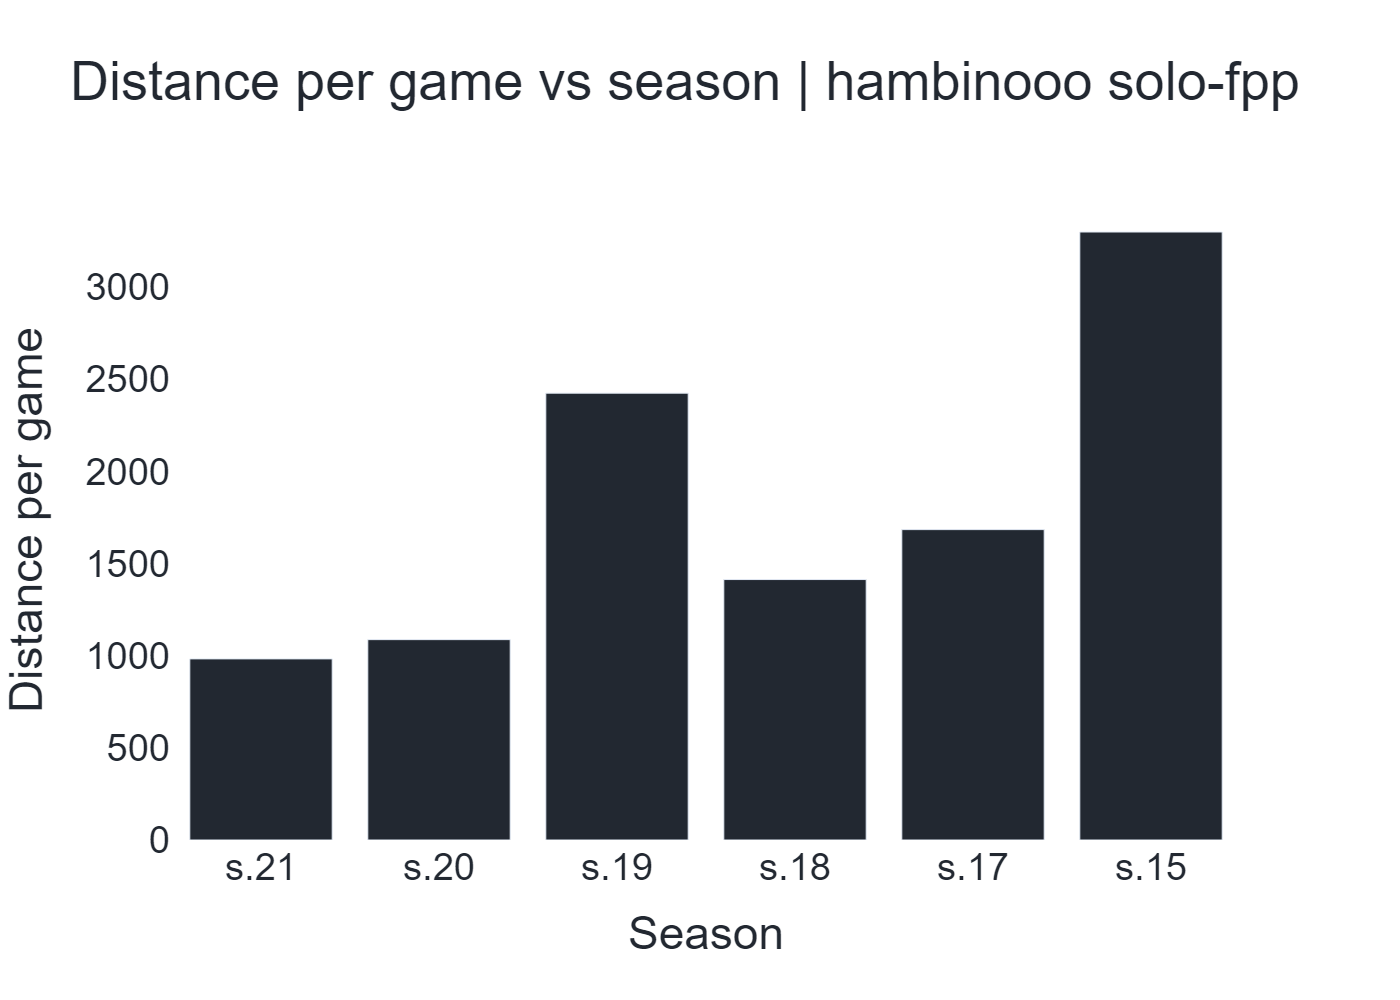 Distance per game vs season | hambinooo solo-fpp
Distance per game
3000
2500
2000
1500
1000
500
0
s.21 s.20 s.19 s.18 s.17 s.15
Season